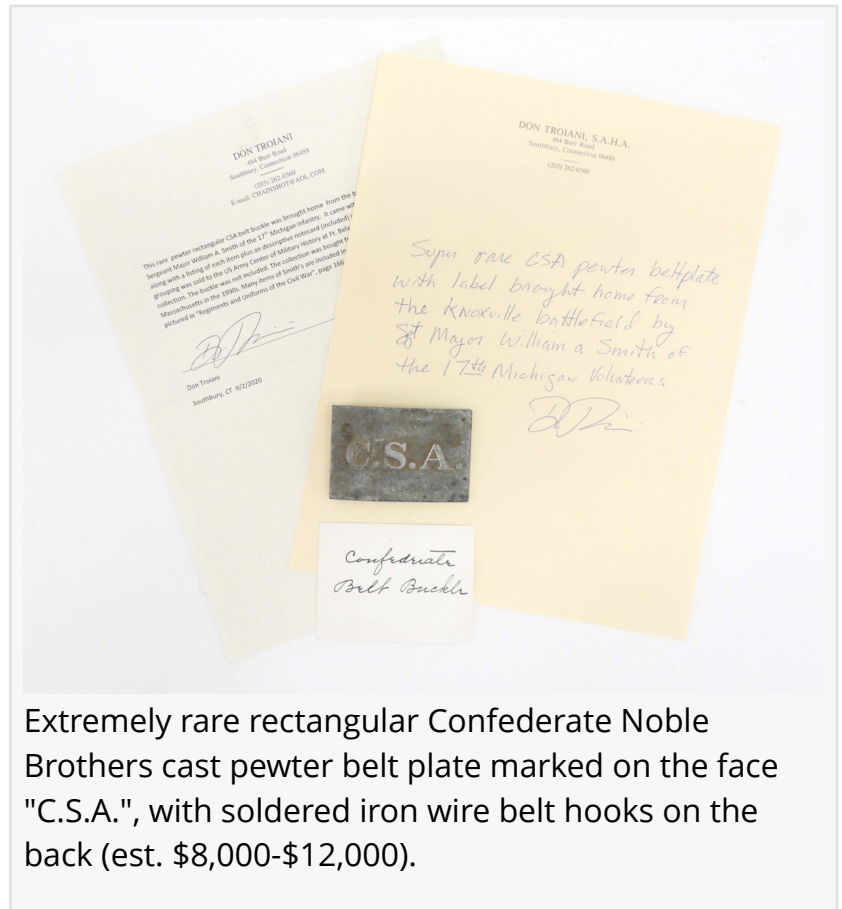 DON TROIANI
464 Burr Road
Southbury, Connecticut 06488
(203) 262-6560
E-mail: CHAINSHOT@AOL.COM
This rare pewter rectangular CSA belt buckle was brought home from the b
Sergeant Major William A. Smith of the 17th Michigan Infantry. It came wi
along with a listing of each item plus an descriptive notecard (included) i
grouping was sold to the US Army Center of Military History at Ft. Belv
collection. The buckle was not included. The collection was bought
Massachusetts in the 1990s. Many items of Smith's are included in
pictured in "Regiments and Uniforms of the Civil War", page 166
Don Troiani
Southbury, CT 9/2/2020
DON TROIANI, S.A.H.A.
464 Burr Road
Southbury, Connecticut 06488
(203) 262-6560
Super rare CSA pewter beltplate
with label brought home from
the Knoxville battlefield by
Sgt Major William a Smith of
the 17th Michigan Volunteers
C.S.A.
Confedriate
Belt Buckle
Extremely rare rectangular Confederate Noble
Brothers cast pewter belt plate marked on the face
"C.S.A.", with soldered iron wire belt hooks on the
back (est. $8,000-$12,000).